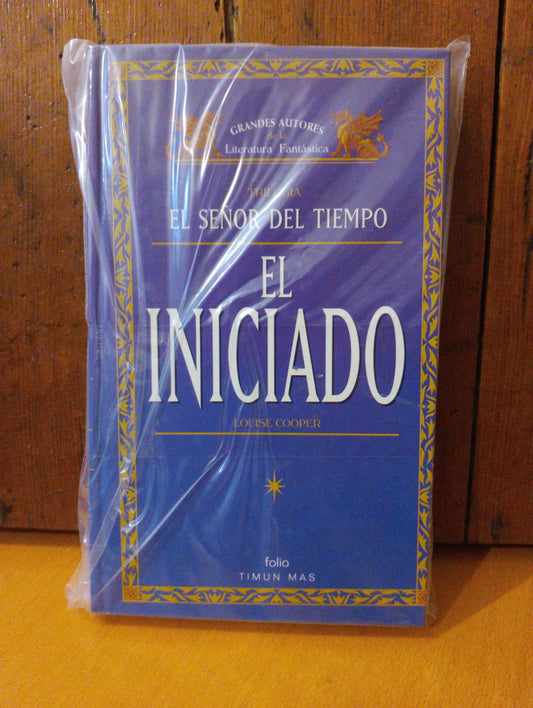 GRANDES AUTORES
de la
Literatura Fantástica
TRILOGÍA
EL SEÑOR DEL TIEMPO
EL
INICIADO
LOUISE COOPER
folio
TIMUN MAS